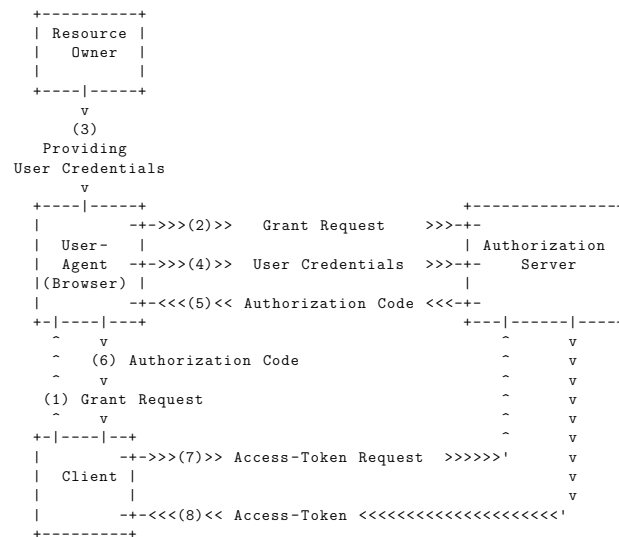 +----------+
| Resource |
|   Owner  |
|          |
+----|-----+
     v
    (3)
 Providing
User Credentials
     v
+----|-----+                                  +----------------
|         -+->>>(2)>>   Grant Request    >>>-+-
|  User-   |                                  | Authorization
|  Agent  -+->>>(4)>>  User Credentials  >>>-+-    Server
|(Browser) |                                  |
|         -+-<<<(5)<< Authorization Code <<<-+-
+-|----|---+                                  +---|------|-----
  ^    v                                          ^      v
  ^   (6) Authorization Code                      ^      v
  ^    v                                          ^      v
 (1) Grant Request                                ^      v
  ^    v                                          ^      v
+-|----|--+                                       ^      v
|        -+->>>(7)>> Access-Token Request  >>>>>>'       v
|  Client |                                              v
|         |                                              v
|        -+-<<<(8)<< Access-Token <<<<<<<<<<<<<<<<<<<<<'
+---------+